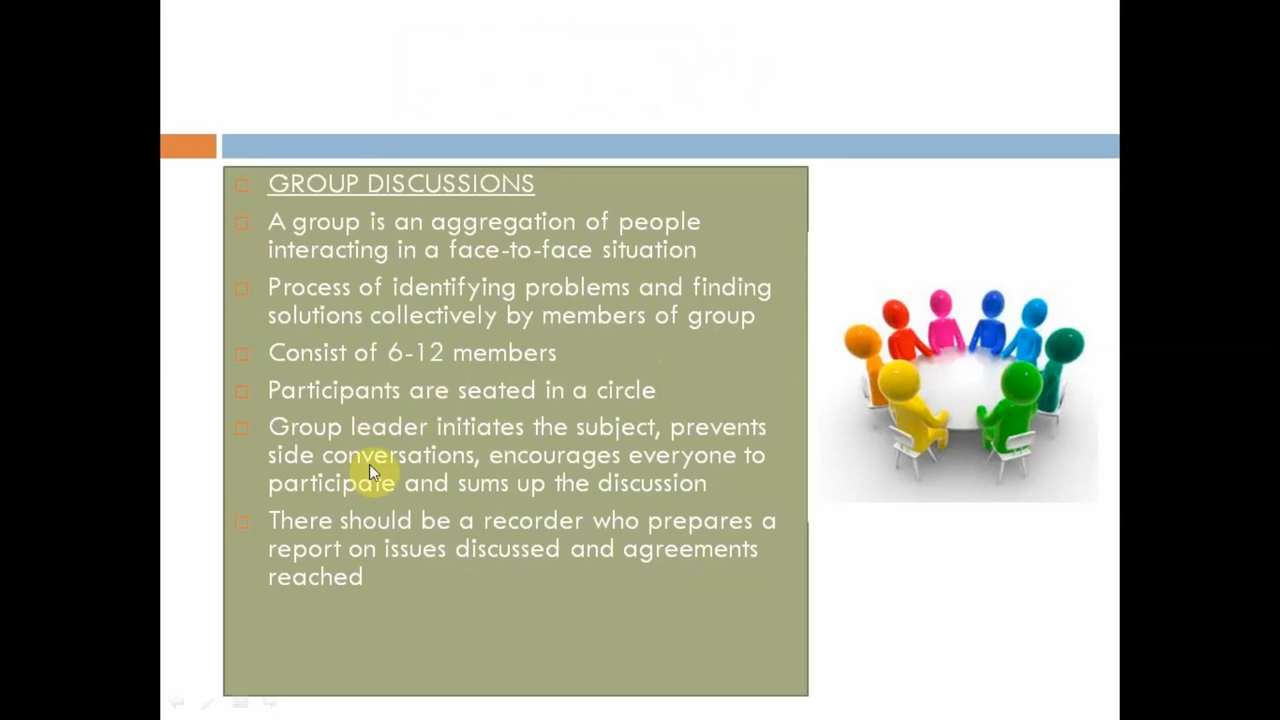 GROUP DISCUSSIONS
A group is an aggregation of people
interacting in a face-to-face situation
Process of identifying problems and finding
solutions collectively by members of group
Consist of 6-12 members
Participants are seated in a circle
Group leader initiates the subject, prevents
side conversations, encourages everyone to
participate and sums up the discussion
There should be a recorder who prepares a
report on issues discussed and agreements
reached